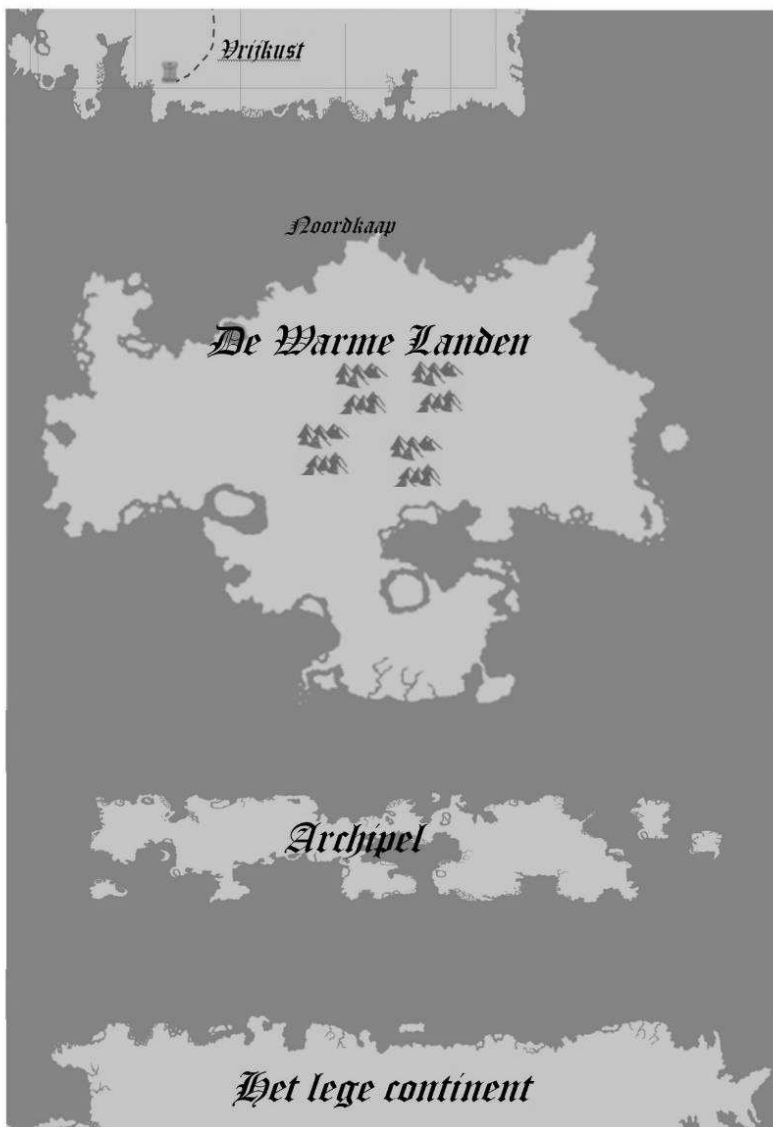 Vrijkust
Noordkaap
De Warme Landen
Archipel
Het lege continent